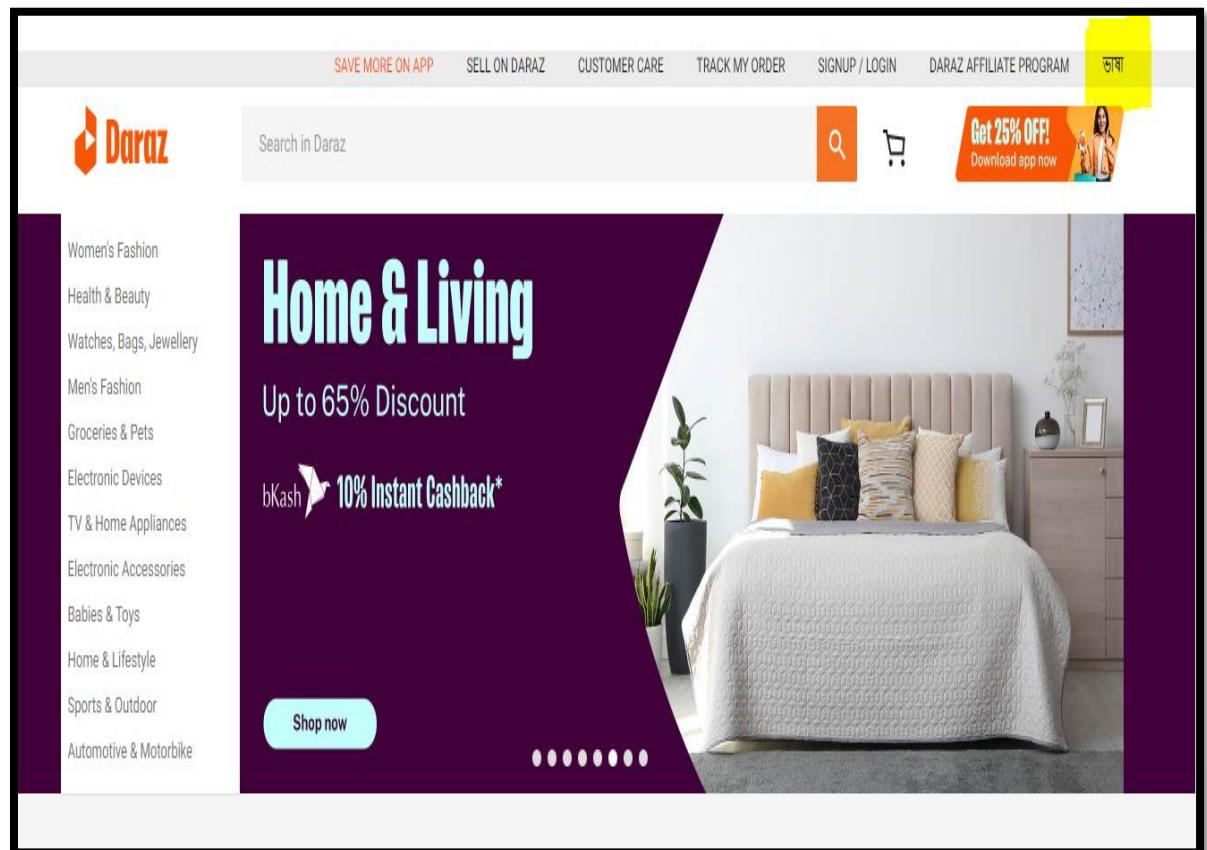 SAVE MORE ON APP SELL ON DARAZ CUSTOMER CARE TRACK MY ORDER SIGNUP / LOGIN DARAZ AFFILIATE PROGRAM ভাষা
Daraz
Search in Daraz
Get 25% OFF!
Download app now
Women's Fashion
Health & Beauty
Watches, Bags, Jewellery
Men's Fashion
Groceries & Pets
Electronic Devices
TV & Home Appliances
Electronic Accessories
Babies & Toys
Home & Lifestyle
Sports & Outdoor
Automotive & Motorbike
Home & Living
Up to 65% Discount
bKash 10% Instant Cashback*
Shop now